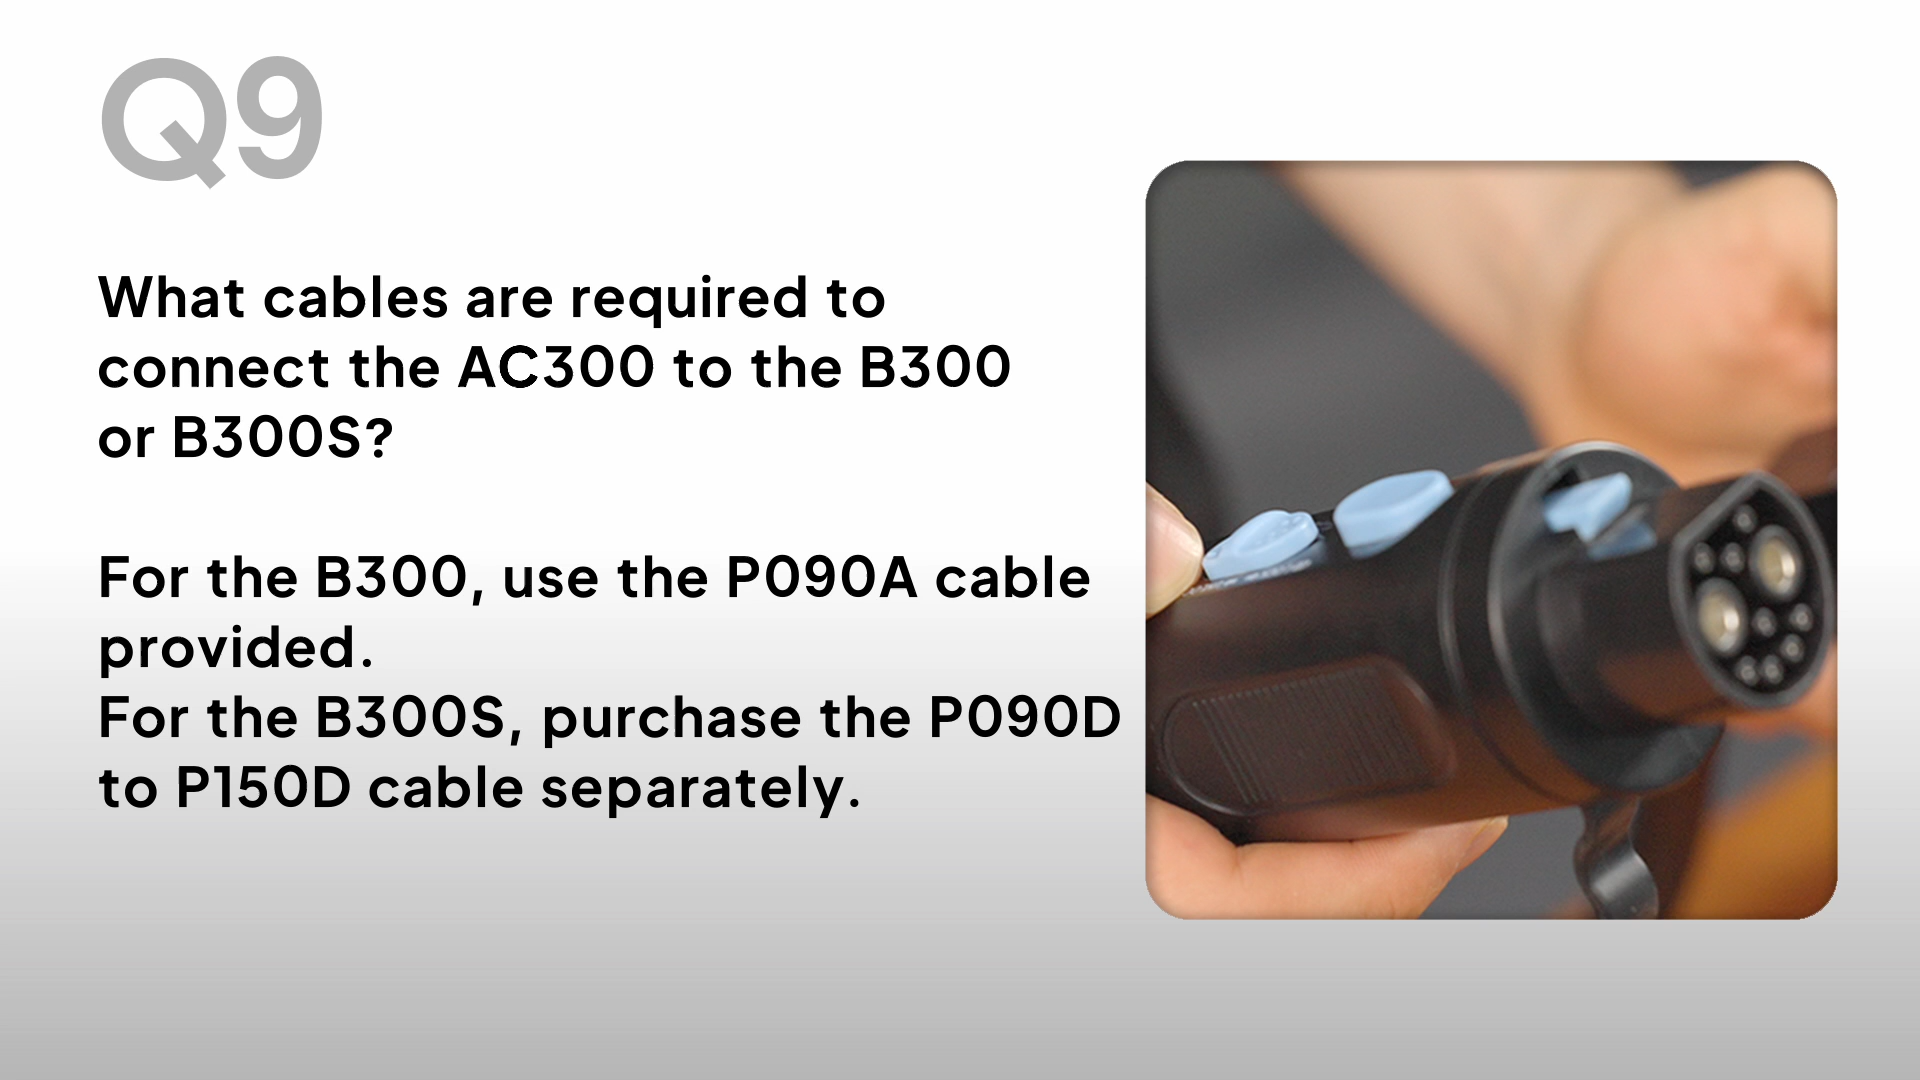 Q9
What cables are required to
connect the AC300 to the B300
or B300S?
For the B300, use the P090A cable
provided.
For the B300S, purchase the P090D
to P150D cable separately.